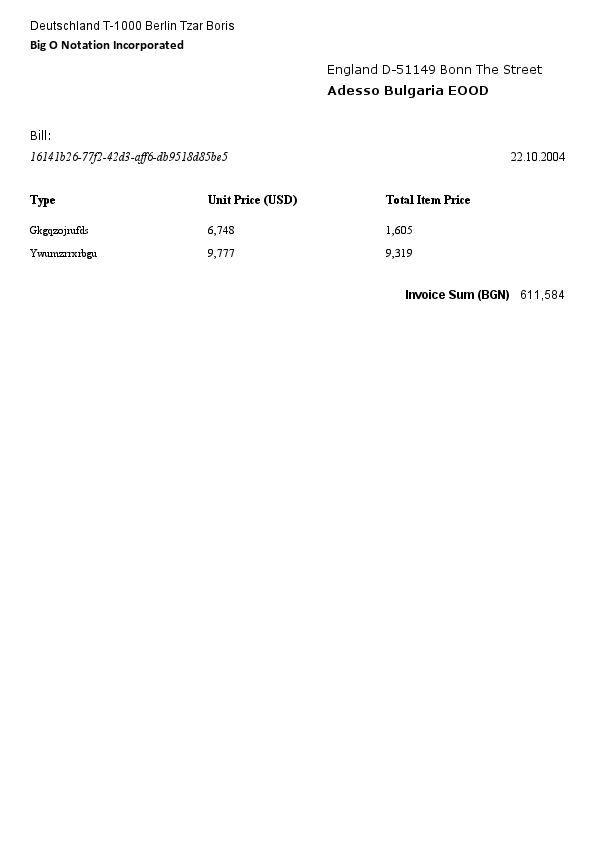 Deutschland T-1000 Berlin Tzar Boris
Big O Notation Incorporated
England D-51149 Bonn The Street
Adesso Bulgaria EOOD
Bill:
16141b26-77f2-42d3-aff6-db9518d85be5 22.10.2004
Type Unit Price (USD) Total Item Price
Gkgqzojrufds 6,748 1,605
Ywumzrrxrbgu 9,777 9,319
Invoice Sum (BGN) 611,584